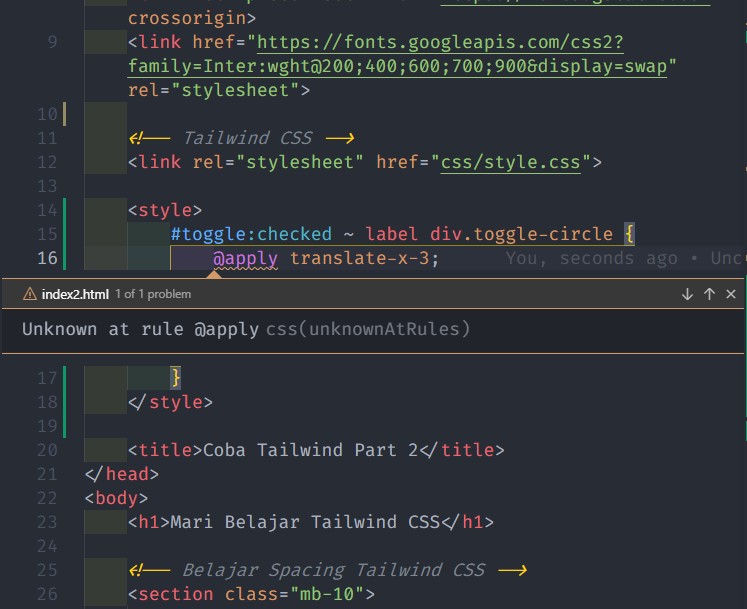 crossorigin>
9 <link href="https://fonts.googleapis.com/css2?
family=Inter:wght@200;400;600;700;900&display=swap"
rel="stylesheet">
10
11 <!-- Tailwind CSS -->
12 <link rel="stylesheet" href="css/style.css">
13
14 <style>
15 #toggle:checked ~ label div.toggle-circle {
16 @apply translate-x-3; You, seconds ago • Unc
index2.html 1 of 1 problem
Unknown at rule @apply css(unknownAtRules)
17 }
18 </style>
19
20 <title>Coba Tailwind Part 2</title>
21 </head>
22 <body>
23 <h1>Mari Belajar Tailwind CSS</h1>
24
25 <!-- Belajar Spacing Tailwind CSS -->
26 <section class="mb-10">